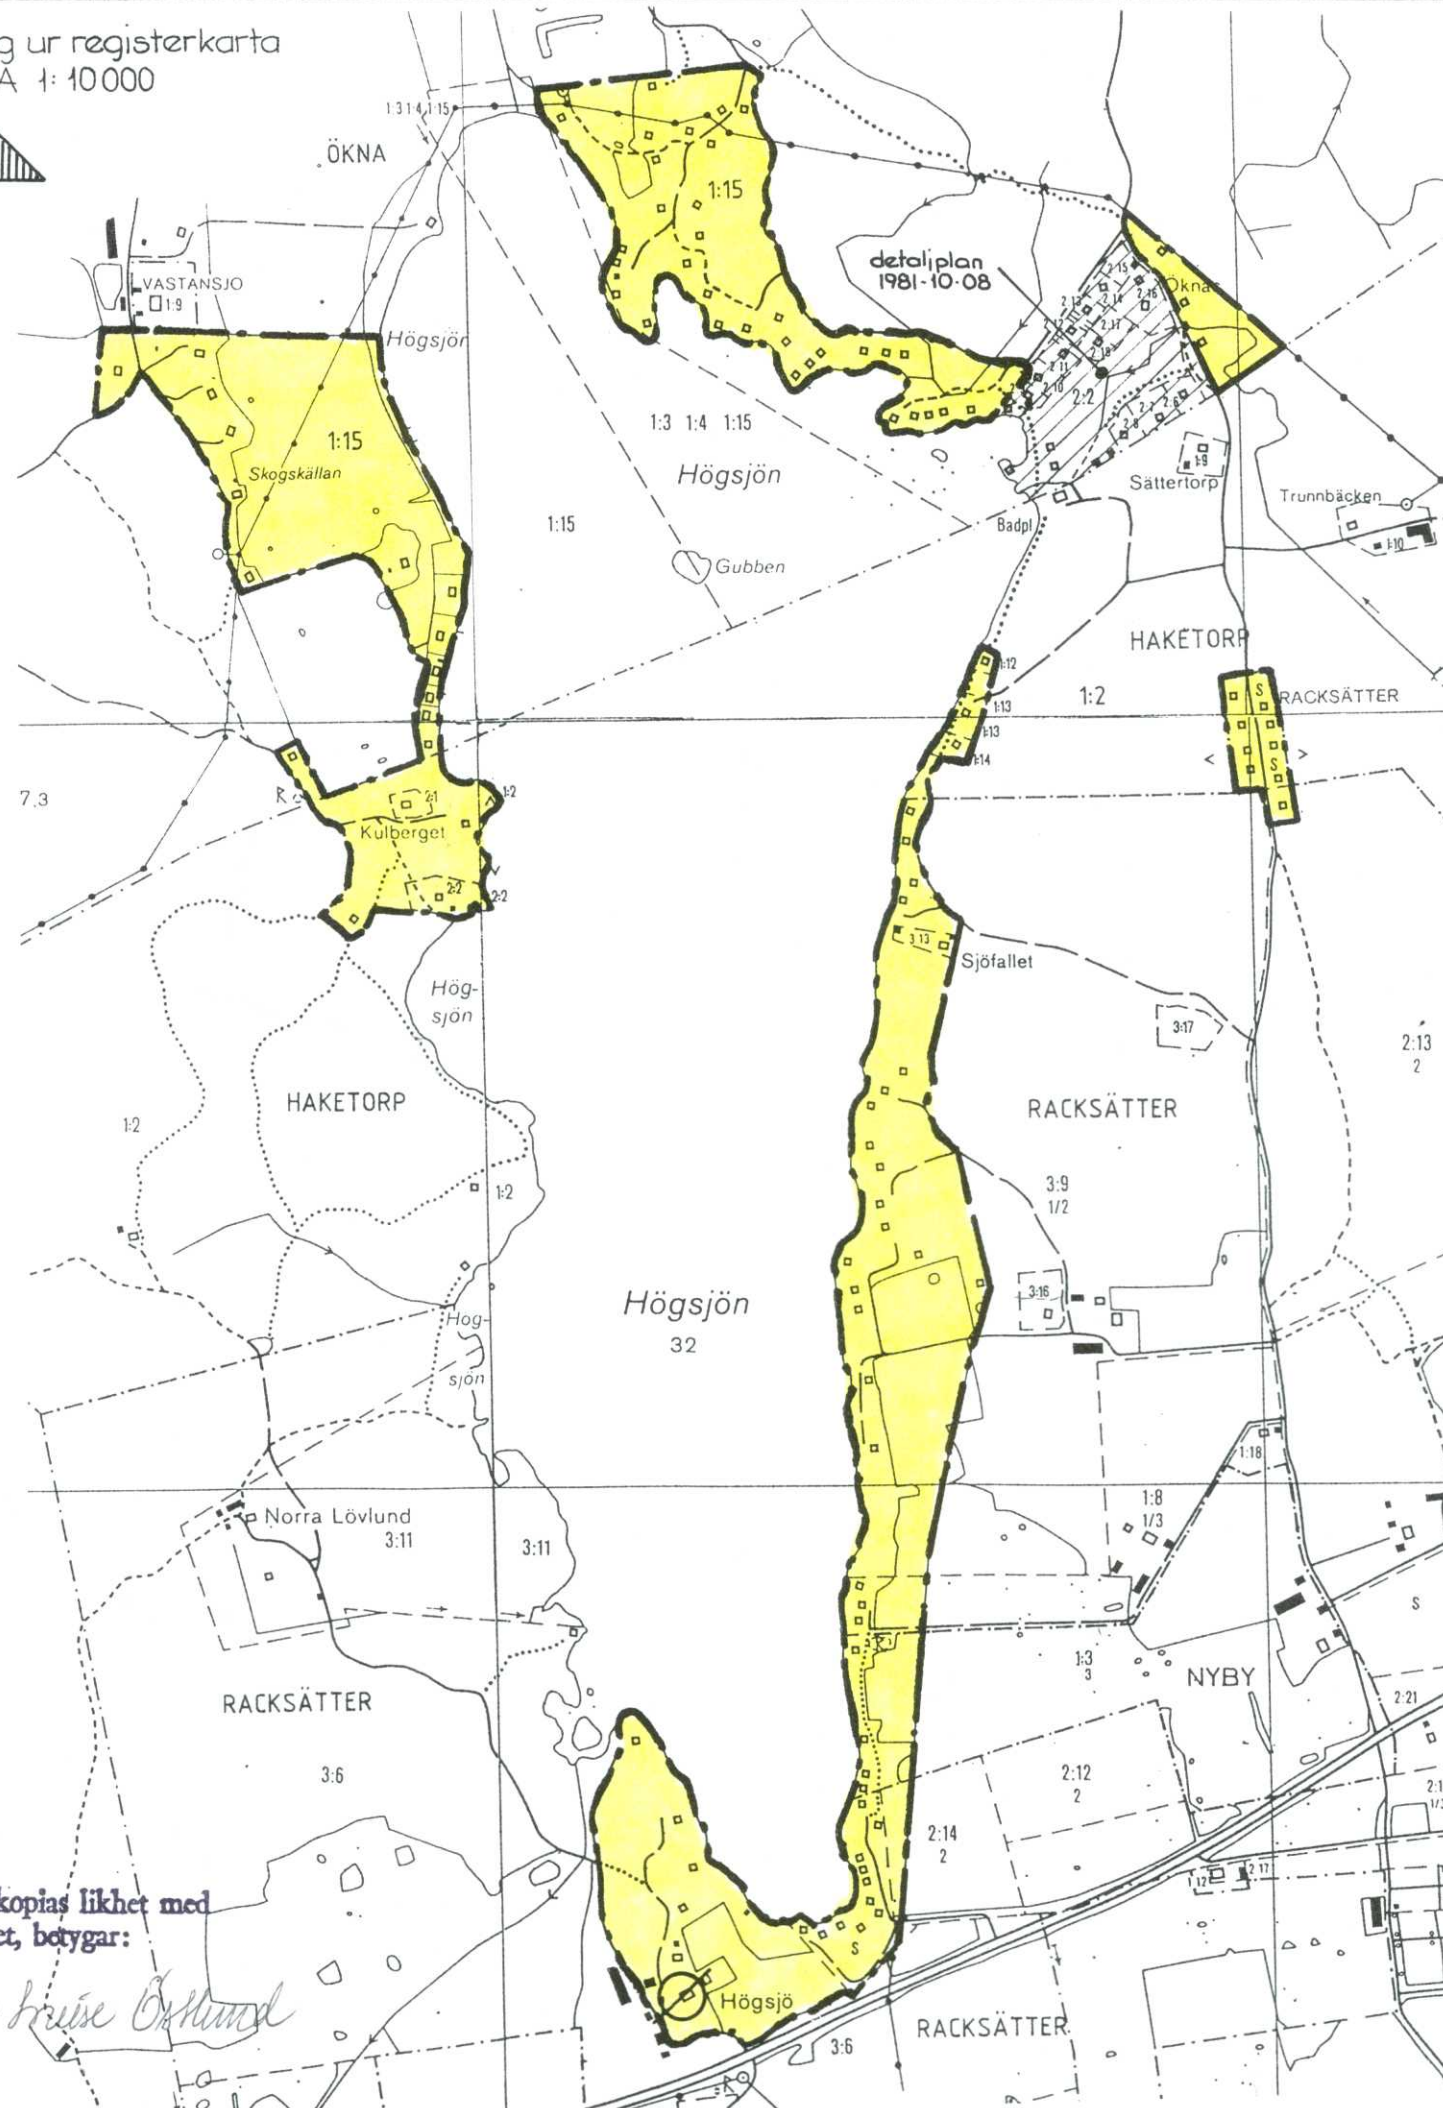 g ur registerkarta
A 1:10000
1:3 1:4 1:15
ÖKNA
1:15
VASTANSJO
1:9
Högsjön
detaljplan
1981-10-08
2:15
2:13
2:14
2:16
2:17
2:11
2:10
2:2
2:8
2:7
2:6
1:15
Skogskällan
1:3 1:4 1:15
Högsjön
1:9
Sättertorp
Trunnbäcken
1:10
1:15
Badpl
Gubben
HAKETORP
1:12
1:2
1:13
1:13
1:14
S
RACKSÄTTER
S
7.3
R
2:1
1:2
Kulberget
2:2
2:2
3:13
Sjöfallet
Hög-
sjön
3:17
2:13
2
HAKETORP
RACKSÄTTER
1:2
1:2
3:9
1/2
3:16
Högsjön
32
Hog-
sjön
1:18
Norra Lövlund
3:11
3:11
1:8
1/3
S
1:3
3
NYBY
RACKSÄTTER
2:21
3:6
2:12
2
2:14
2
2:17
kopias likhet med
et, betygar:
S
Högsjö
RACKSÄTTER
3:6